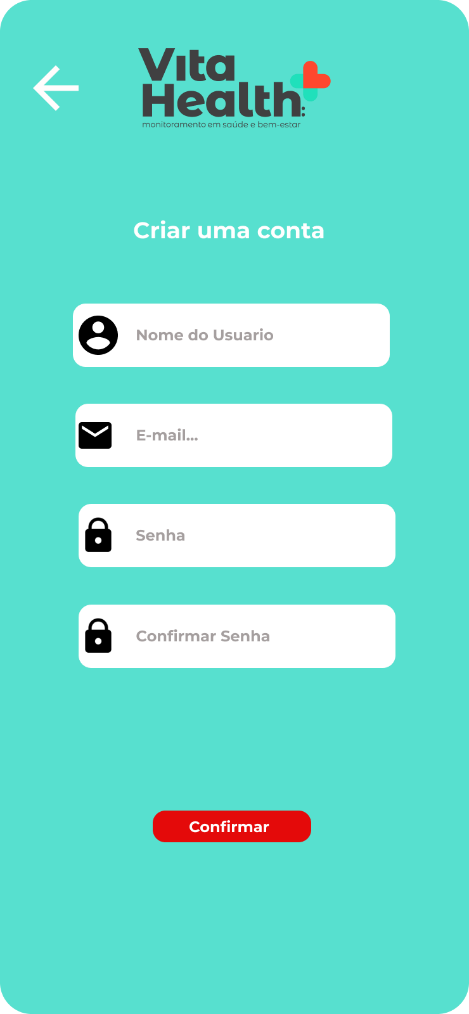 Vita
Health:
monitoramento em saúde e bem-estar
Criar uma conta
Nome do Usuario
E-mail...
Senha
Confirmar Senha
Confirmar